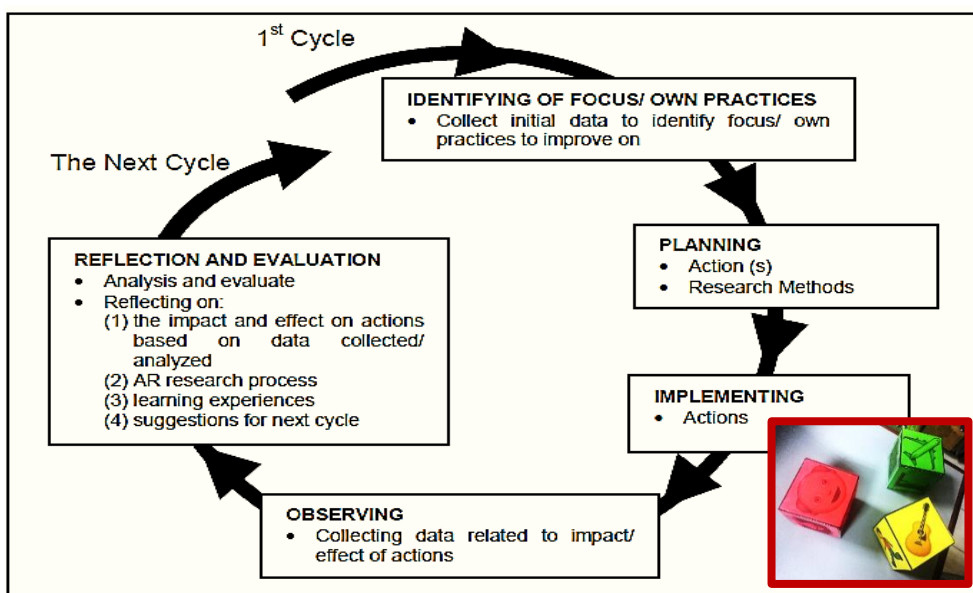 1st Cycle
IDENTIFYING OF FOCUS/ OWN PRACTICES
• Collect initial data to identify focus/ own
practices to improve on
The Next Cycle
PLANNING
• Action (s)
• Research Methods
REFLECTION AND EVALUATION
• Analysis and evaluate
• Reflecting on:
(1) the impact and effect on actions
based on data collected/
analyzed
(2) AR research process
(3) learning experiences
(4) suggestions for next cycle
IMPLEMENTING
• Actions
OBSERVING
• Collecting data related to impact/
effect of actions